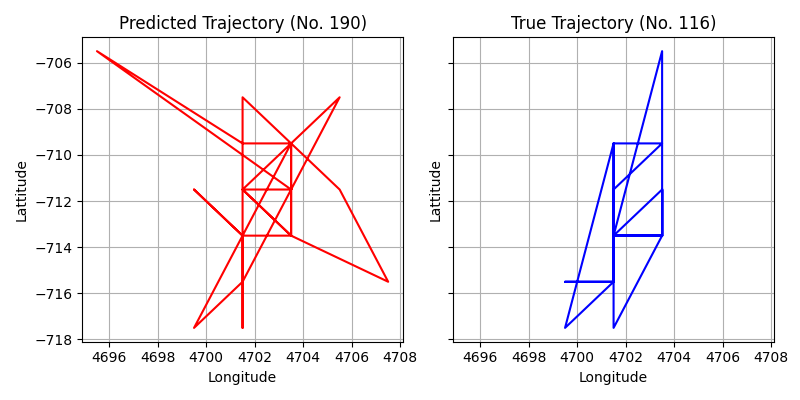 Predicted Trajectory (No. 190)
True Trajectory (No. 116)
Lattitude
−706
−708
−710
−712
−714
−716
−718
4696 4698 4700 4702 4704 4706 4708
Longitude
Lattitude
4696 4698 4700 4702 4704 4706 4708
Longitude